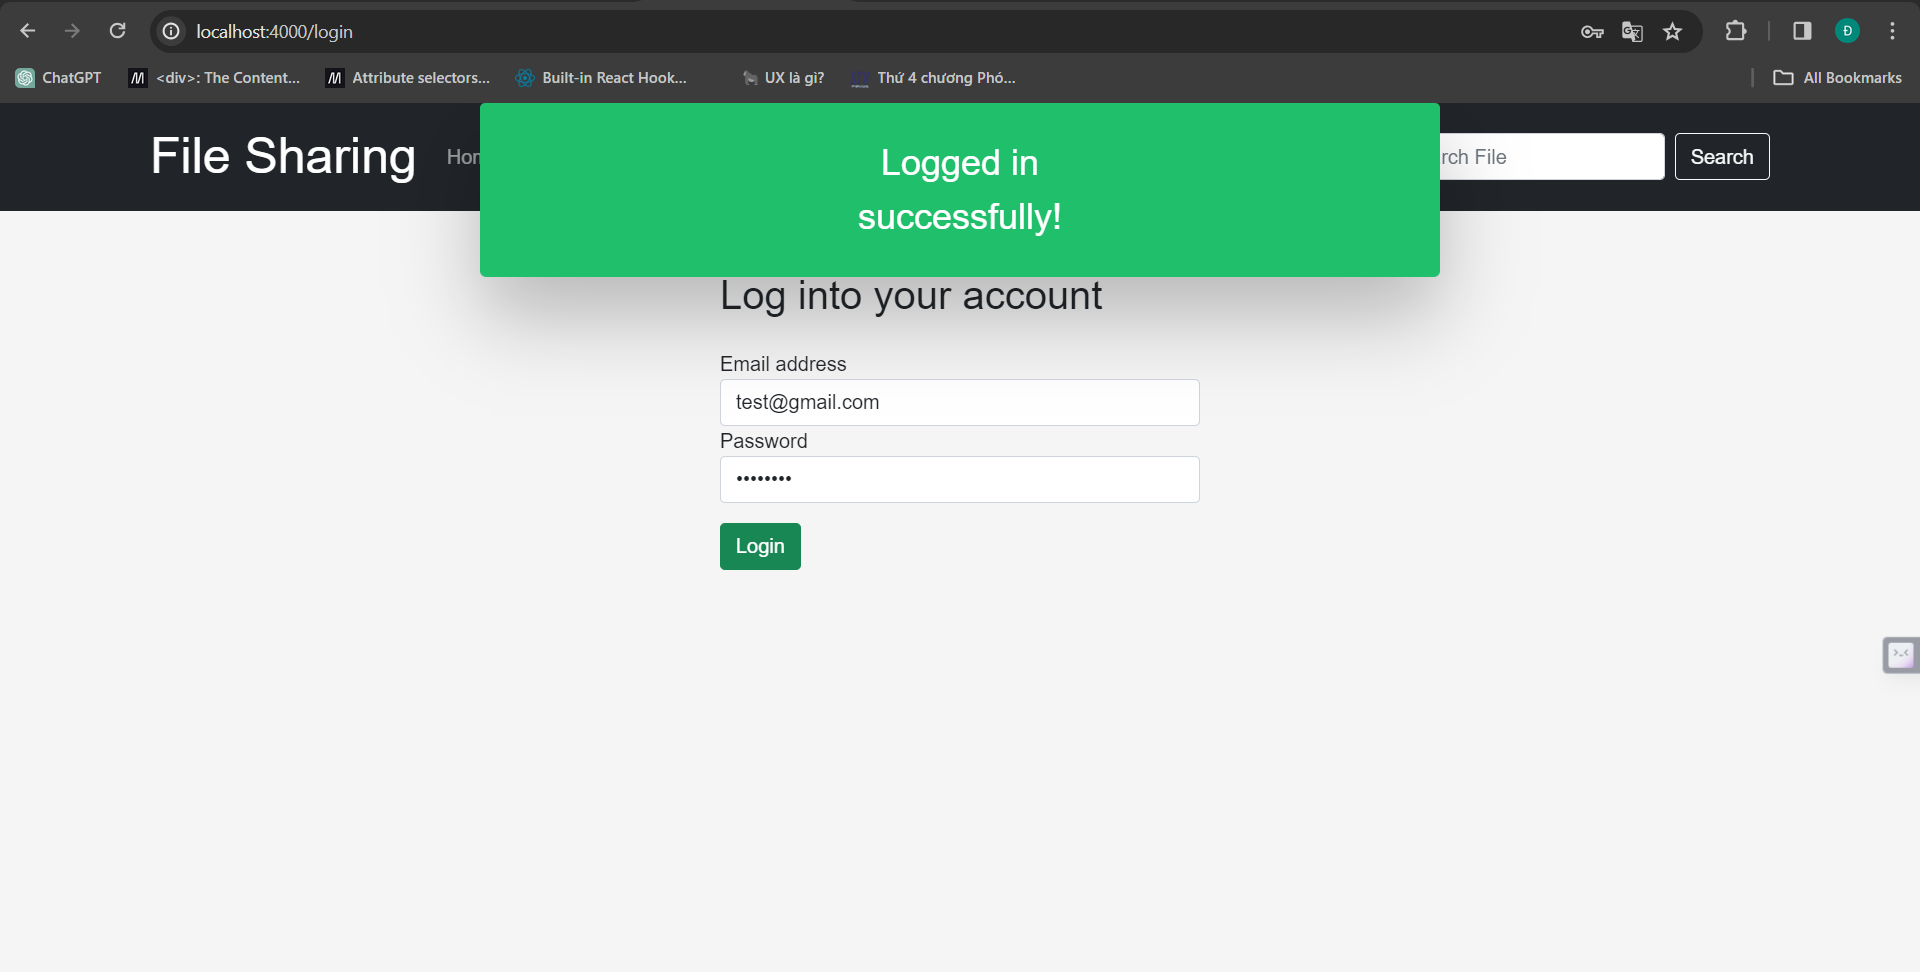 localhost:4000/login
Đ
ChatGPT
<div>: The Content...
Attribute selectors...
Built-in React Hook...
UX là gì?
Thứ 4 chương Phó...
All Bookmarks
File Sharing
Hom
rch File
Search
Logged in
successfully!
Log into your account
Email address
test@gmail.com
Password
••••••••
Login